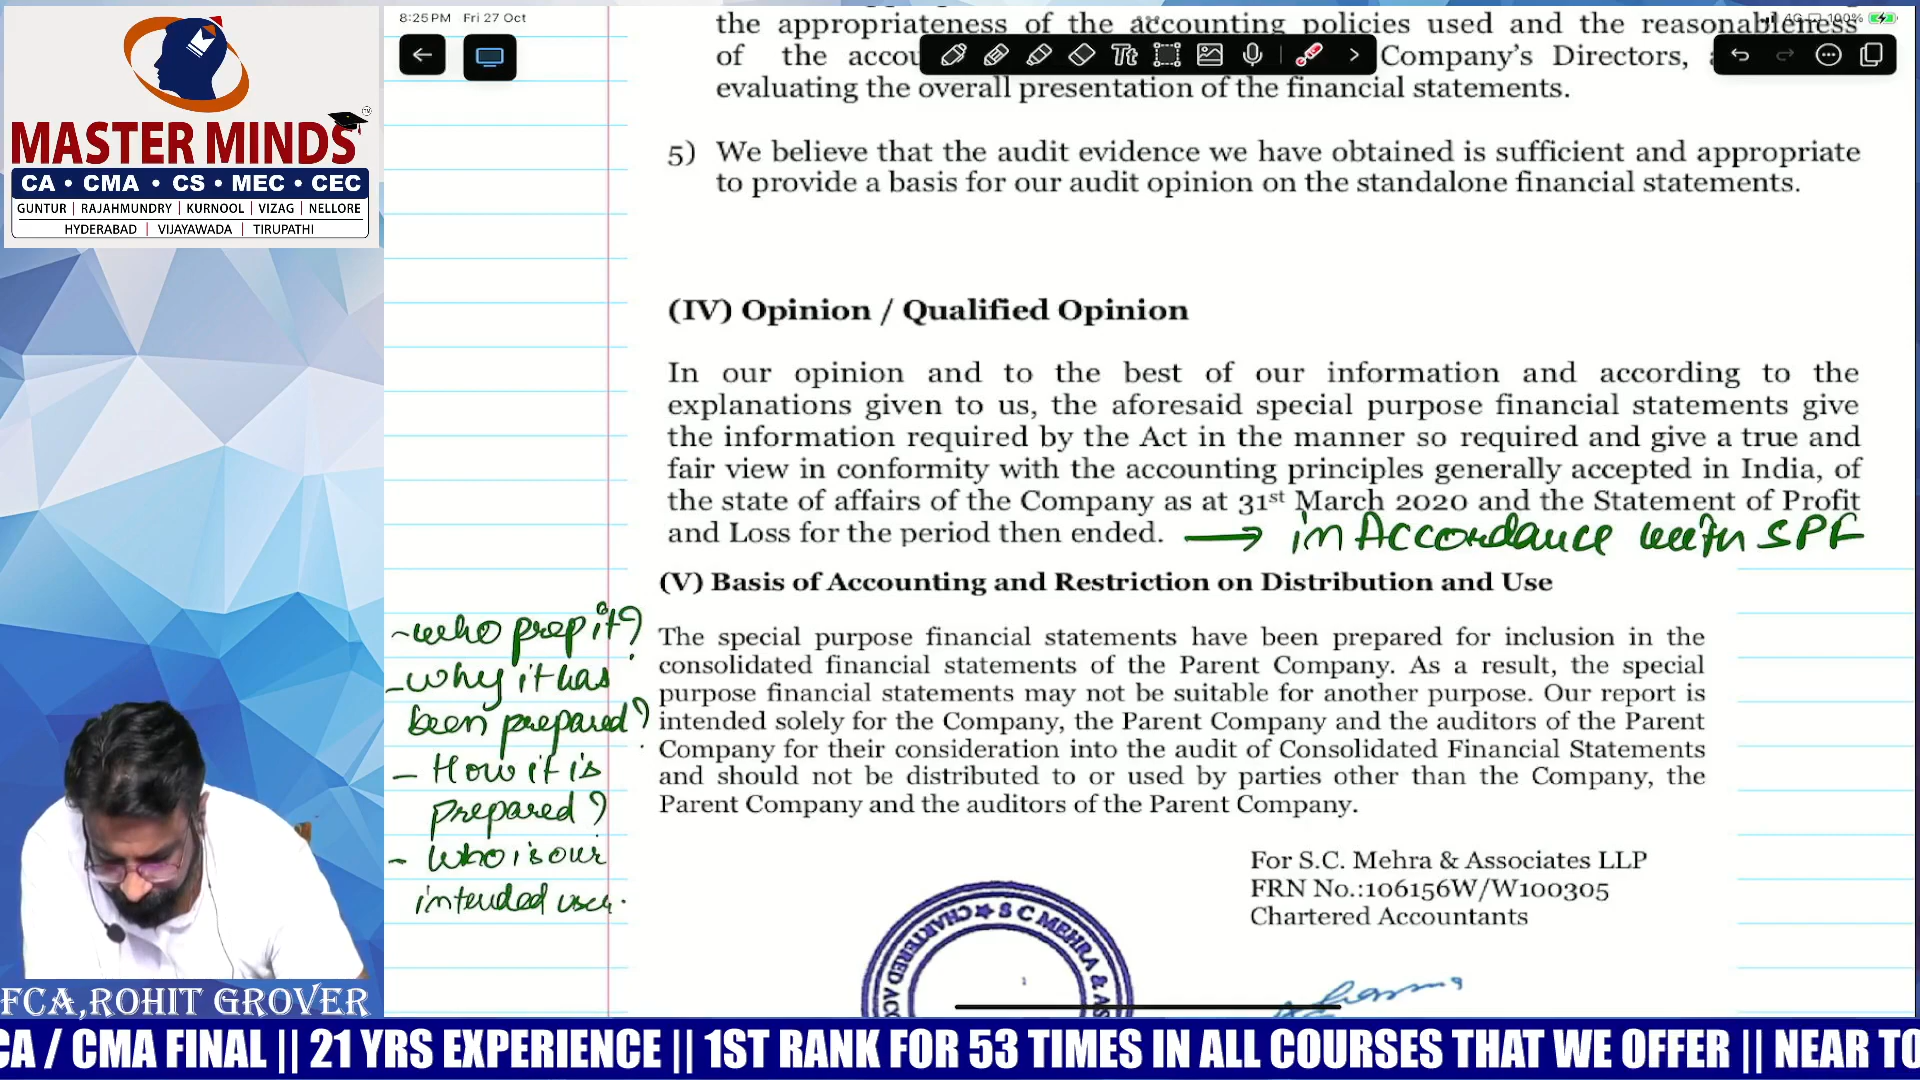 8:25 PM Fri 27 Oct
4G 100%
MASTER MINDS
TM
CA • CMA • CS • MEC • CEC
GUNTUR | RAJAHMUNDRY | KURNOOL | VIZAG | NELLORE
HYDERABAD | VIJAYAWADA | TIRUPATHI
the appropriateness of the accounting policies used and the reasonableness
of the accou Company's Directors,
evaluating the overall presentation of the financial statements.
5) We believe that the audit evidence we have obtained is sufficient and appropriate
to provide a basis for our audit opinion on the standalone financial statements.
(IV) Opinion / Qualified Opinion
In our opinion and to the best of our information and according to the
explanations given to us, the aforesaid special purpose financial statements give
the information required by the Act in the manner so required and give a true and
fair view in conformity with the accounting principles generally accepted in India, of
the state of affairs of the Company as at 31st March 2020 and the Statement of Profit
and Loss for the period then ended. → in Accordance with SPF
(V) Basis of Accounting and Restriction on Distribution and Use
- who prep it?
- why it has
been prepared?
- How it is
prepared?
- Who is our
intended user.
The special purpose financial statements have been prepared for inclusion in the
consolidated financial statements of the Parent Company. As a result, the special
purpose financial statements may not be suitable for another purpose. Our report is
intended solely for the Company, the Parent Company and the auditors of the Parent
Company for their consideration into the audit of Consolidated Financial Statements
and should not be distributed to or used by parties other than the Company, the
Parent Company and the auditors of the Parent Company.
For S.C. Mehra & Associates LLP
FRN No.:106156W/W100305
Chartered Accountants
CHARTERED ACCO ★ S C MEHRA & AS
FCA,ROHIT GROVER
CA / CMA FINAL || 21 YRS EXPERIENCE || 1ST RANK FOR 53 TIMES IN ALL COURSES THAT WE OFFER || NEAR TO